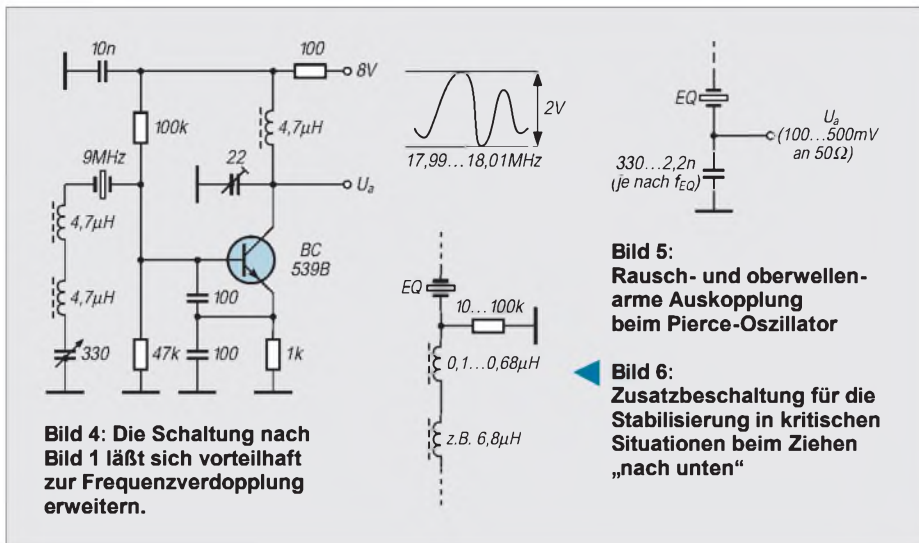 10n
100
8V
100k
4,7µH
9MHz
22
Ua
4,7µH
BC
539B
4,7µH
100
330
47k
100
1k
2V
17,99...18,01MHz
EQ
10...100k
0,1...0,68µH
z.B. 6,8µH
EQ
Ua
(100...500mV
an 50Ω)
330...2,2n
(je nach fEQ)
Bild 4: Die Schaltung nach
Bild 1 läßt sich vorteilhaft
zur Frequenzverdopplung
erweitern.
Bild 5:
Rausch- und oberwellen-
arme Auskopplung
beim Pierce-Oszillator
Bild 6:
Zusatzbeschaltung für die
Stabilisierung in kritischen
Situationen beim Ziehen
„nach unten“